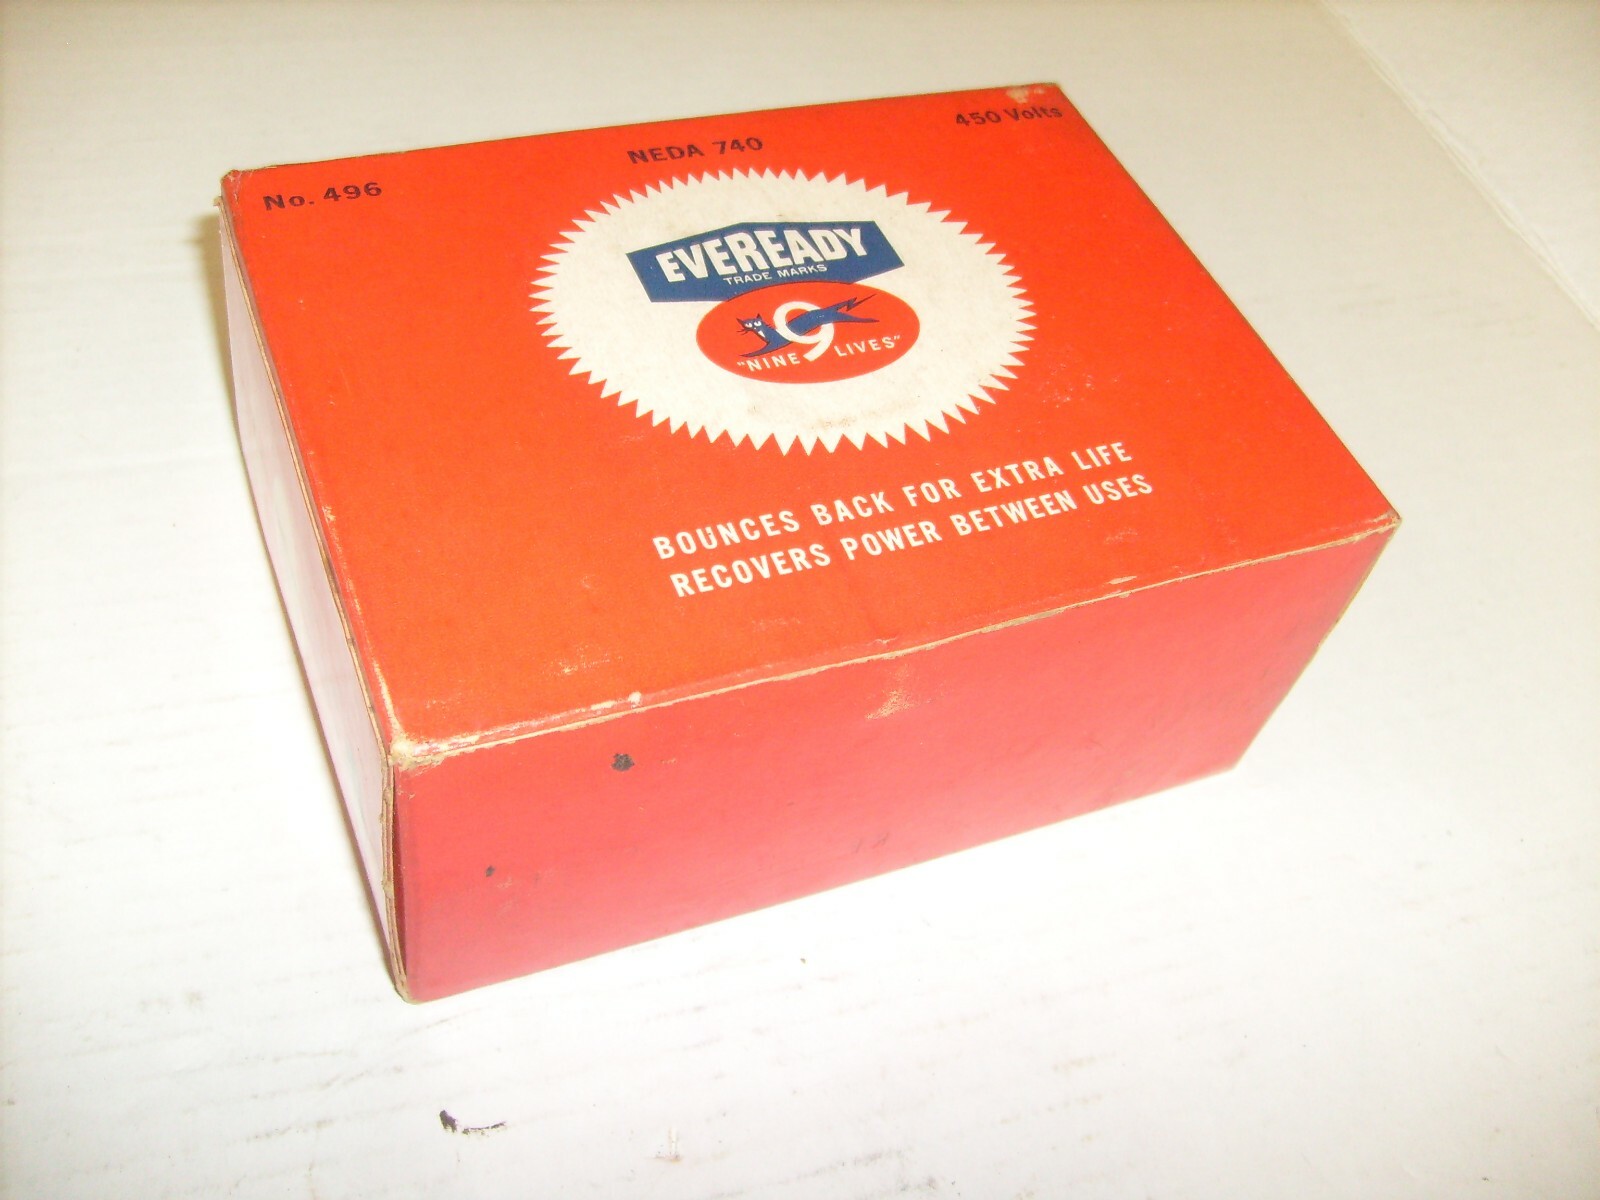 No. 496
NEDA 740
450 Volts
EVEREADY
TRADE MARKS
9
"NINE LIVES"
BOUNCES BACK FOR EXTRA LIFE
RECOVERS POWER BETWEEN USES